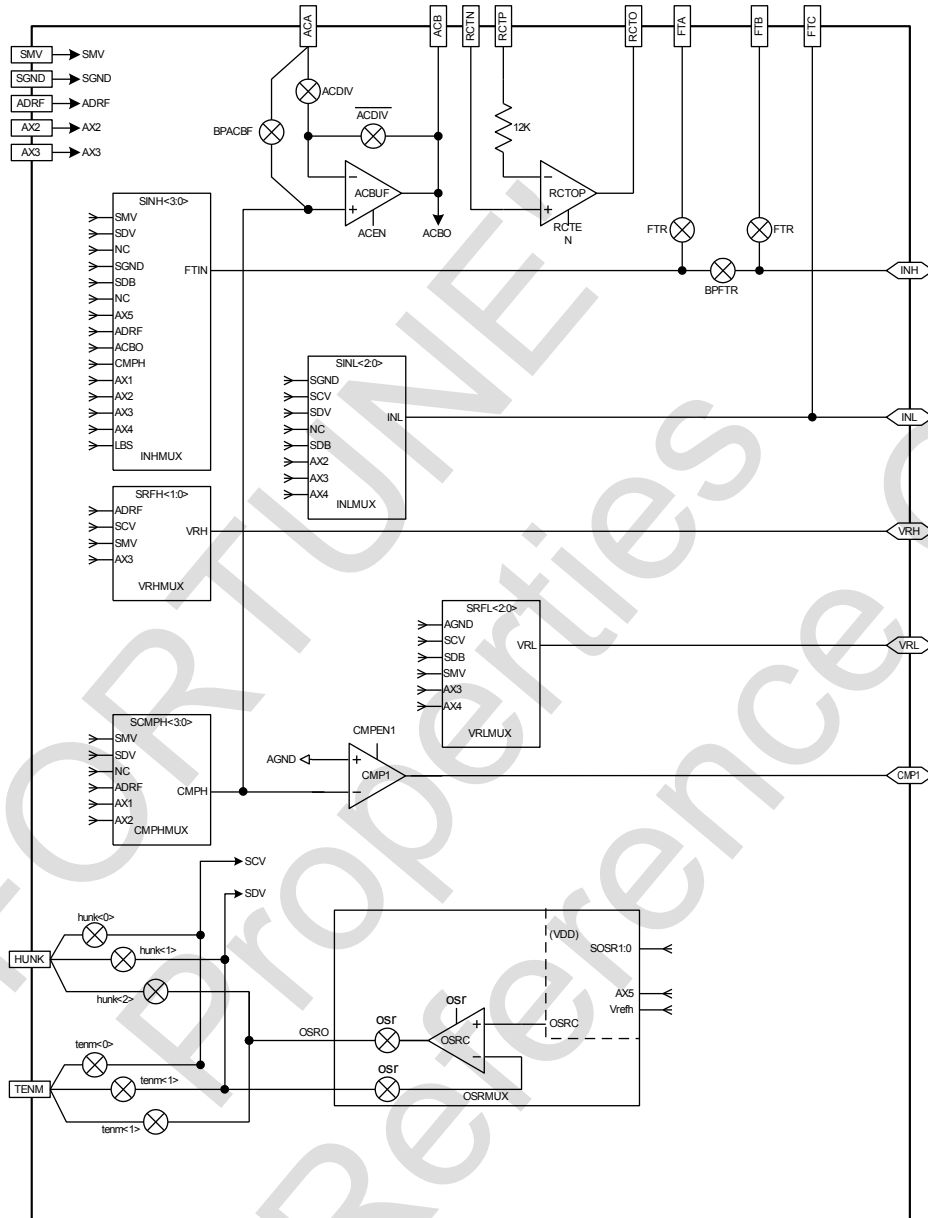 ACA
ACB
RCTN
RCTP
RCTO
FTA
FTB
FTC
SMV
SMV
SGND
SGND
ADRF
ADRF
AX2
AX2
AX3
AX3
ACDIV
BPACBF
ACDIV
12K
ACBUF
ACEN
ACBO
RCTOP
RCTE
N
FTR
FTR
BPFTR
INH
SINH<3:0>
SMV
SDV
NC
SGND
FTIN
SDB
NC
AX5
ADRF
ACBO
CMPH
AX1
AX2
AX3
AX4
LBS
INHMUX
SINL<2:0>
SGND
SCV
SDV
INL
NC
SDB
AX2
AX3
AX4
INLMUX
INL
SRFH<1:0>
ADRF
SCV
VRH
SMV
AX3
VRHMUX
VRH
SRFL<2:0>
AGND
SCV
VRL
SDB
SMV
AX3
AX4
VRLMUX
VRL
SCMPH<3:0>
SMV
SDV
NC
ADRF
CMPH
AX1
AX2
CMPHMUX
CMPEN1
AGND
CMP1
CMP1
SCV
SDV
HUNK
hunk<0>
hunk<1>
hunk<2>
TENM
tenm<0>
tenm<1>
tenm<1>
OSRO
osr
osr
osr
OSRC
OSRC
OSRMUX
(VDD)
SOSR1:0
AX5
Vrefh
FORTUNE'
Properties
Reference